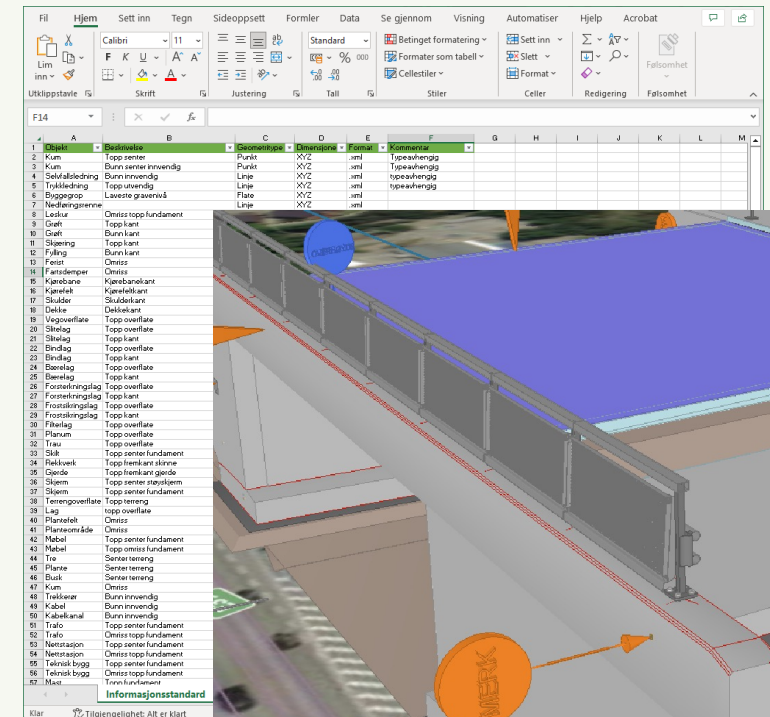 Fil Hjem Sett inn Tegn Sideoppsett Formler Data Se gjennom Visning Automatiser Hjelp Acrobat
Lim inn
Calibri 11
F K U A A
Standard
% 000
Betinget formatering
Formater som tabell
Cellestiler
Sett inn
Slett
Format
Følsomhet
Utklippstavle Skrift Justering Tall Stiler Celler Redigering Følsomhet
F14 fx
A B C D E F G H I J K L M
1 Objekt Beskrivelse Geometritype Dimensjone Format Kommentar
2 Kum Topp senter Punkt XYZ .xml Typeavhengig
3 Kum Bunn senter innvendig Punkt XYZ .xml Typeavhengig
4 Selvfallsledning Bunn innvendig Linje XYZ .xml typeavhengig
5 Trykkledning Topp utvendig Linje XYZ .xml typeavhengig
6 Byggegrop Laveste gravenivå Flate XYZ .xml
7 Nedføringsrenne Linje XYZ .xml
8 Leskur Omriss topp fundament
9 Grøft Topp kant
10 Grøft Bunn kant
11 Skjæring Topp kant
12 Fylling Bunn kant
13 Ferist Omriss
14 Fartsdemper Omriss
15 Kjørebane Kjørebanekant
16 Kjørefelt Kjørefeltkant
17 Skulder Skulderkant
18 Dekke Dekkekant
19 Vegoverflate Topp overflate
20 Slitelag Topp overflate
21 Slitelag Topp kant
22 Bindlag Topp overflate
23 Bindlag Topp kant
24 Bærelag Topp overflate
25 Bærelag Topp kant
26 Forsterkningslag Topp overflate
27 Forsterkningslag Topp kant
28 Frostsikringslag Topp overflate
29 Frostsikringslag Topp kant
30 Filterlag Topp overflate
31 Planum Topp overflate
32 Trau Topp overflate
33 Skilt Topp senter fundament
34 Rekkverk Topp fremkant skinne
35 Gjerde Topp fremkant gjerde
36 Skjerm Topp senter støyskjerm
37 Skjerm Topp senter fundament
38 Terrengoverflate Topp terreng
39 Lag topp overflate
40 Plantefelt Omriss
41 Planteområde Omriss
42 Møbel Topp senter fundament
43 Møbel Topp omriss fundament
44 Tre Senter terreng
45 Plante Senter terreng
46 Busk Senter terreng
47 Kum Omriss
48 Trekkerør Bunn innvendig
49 Kabel Bunn innvendig
50 Kabelkanal Bunn innvendig
51 Trafo Topp senter fundament
52 Trafo Omriss topp fundament
53 Nettstasjon Topp senter fundament
54 Nettstasjon Omriss topp fundament
55 Teknisk bygg Topp senter fundament
56 Teknisk bygg Omriss topp fundament
57 Mast Topp fundament
Informasjonsstandard
Klar Tilgjengelighet: Alt er klart